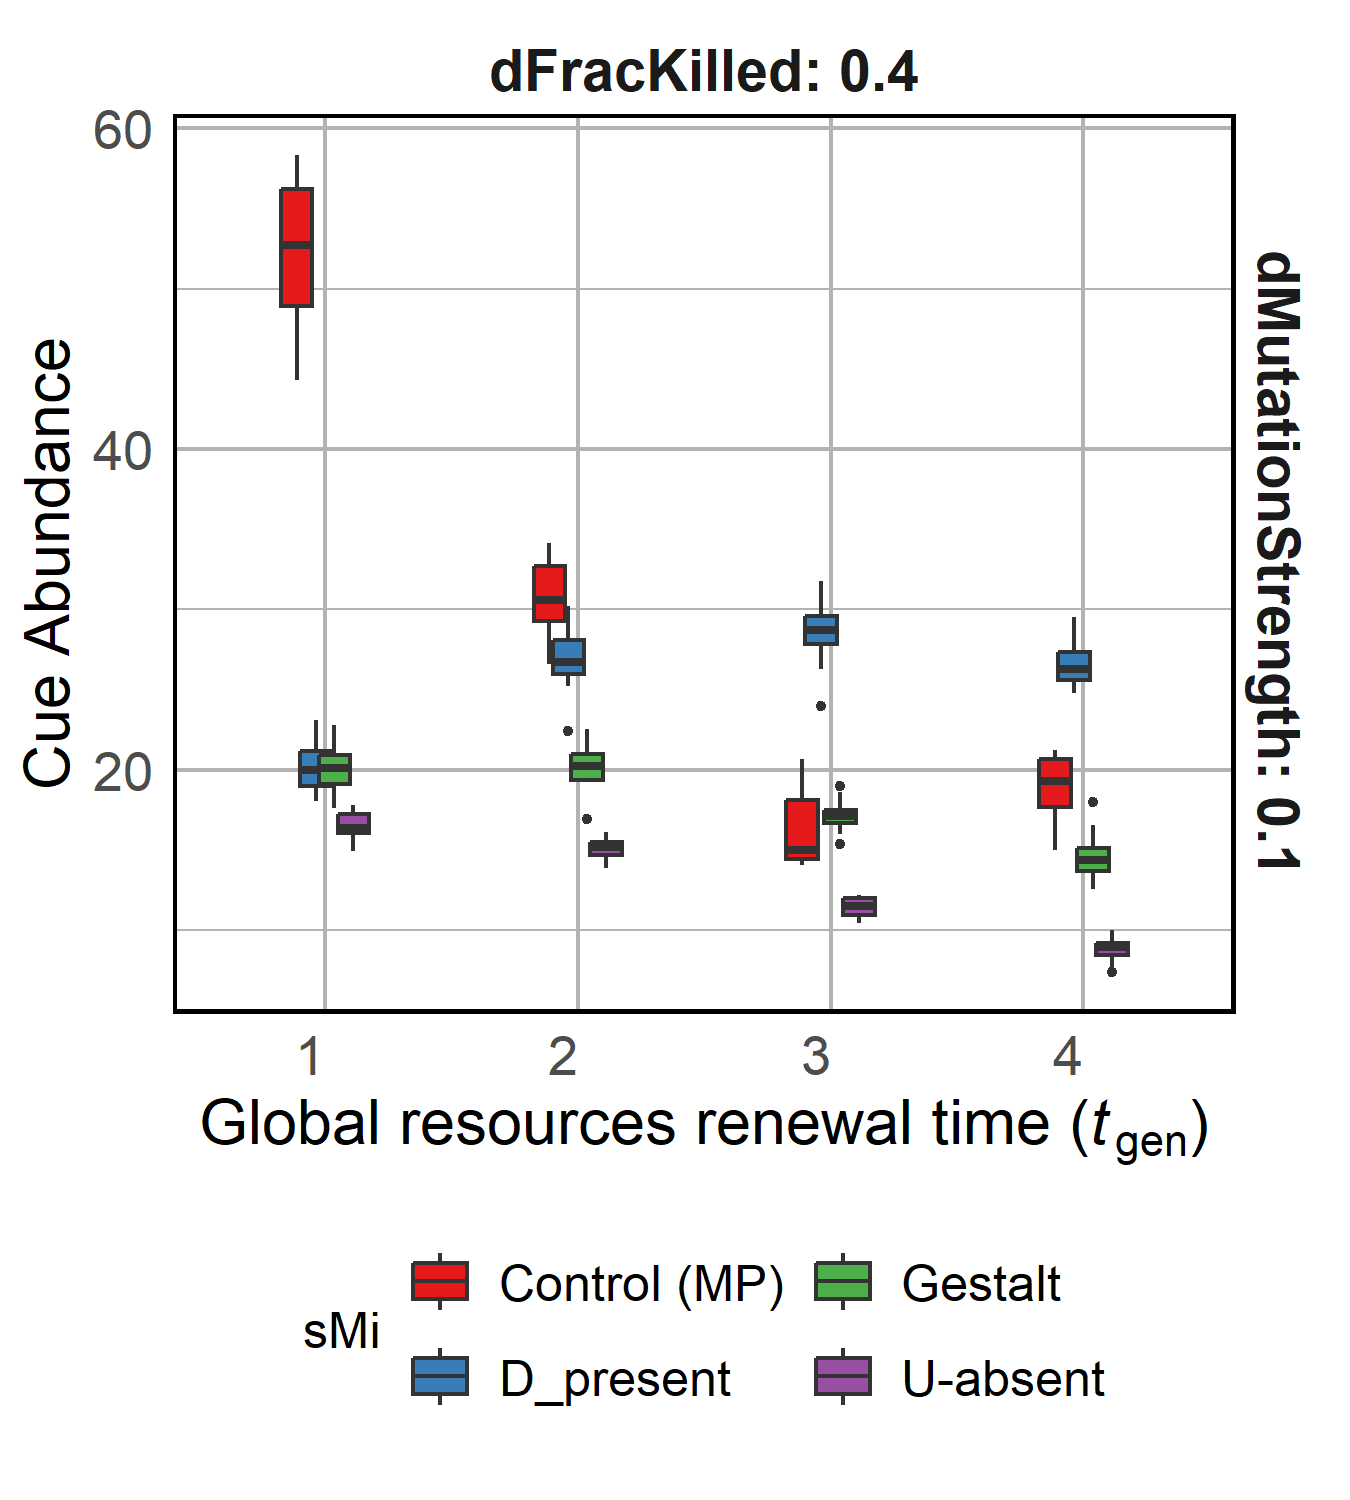 dFracKilled: 0.4
60
40
20
Cue Abundance
dMutationStrength: 0.1
1 2 3 4
Global resources renewal time (t gen)
sMi
Control (MP)
Gestalt
D_present
U-absent